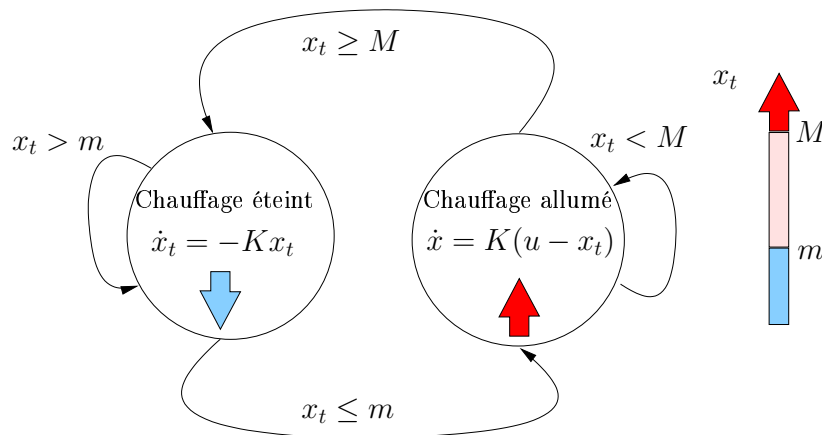 x_t ≥ M
x_t > m
x_t < M
Chauffage éteint
ẋ_t = −Kx_t
Chauffage allumé
ẋ = K(u − x_t)
x_t ≤ m
x_t
M
m